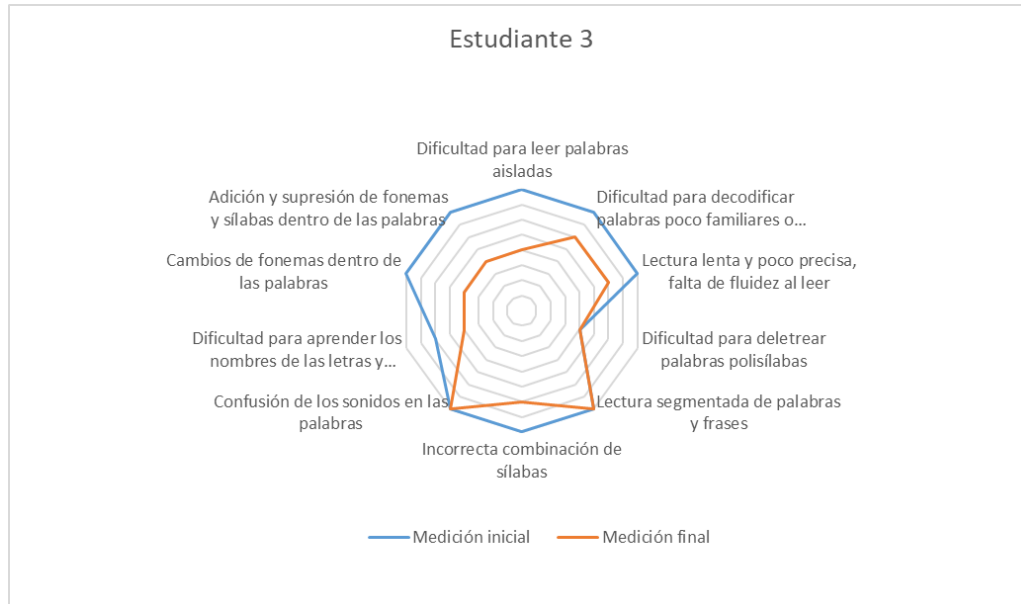 Estudiante 3
Dificultad para leer palabras
aisladas
Dificultad para decodificar
palabras poco familiares o...
Lectura lenta y poco precisa,
falta de fluidez al leer
Dificultad para deletrear
palabras polisílabas
Lectura segmentada de palabras
y frases
Incorrecta combinación de
sílabas
Confusión de los sonidos en las
palabras
Dificultad para aprender los
nombres de las letras y...
Cambios de fonemas dentro de
las palabras
Adición y supresión de fonemas
y sílabas dentro de las palabras
Medición inicial
Medición final